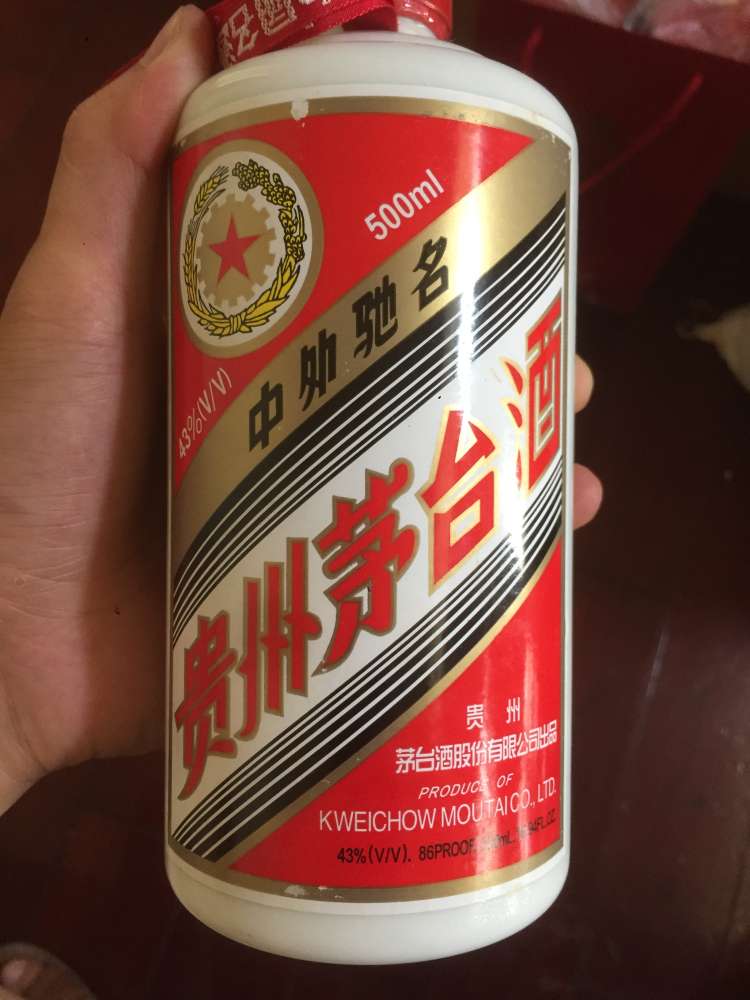 500ml
43%(V/V)
中外驰名
贵州茅台酒
贵州
茅台酒股份有限公司出品
PRODUCE OF
KWEICHOW MOUTAI CO., LTD.
43%(V/V). 86PROOF.